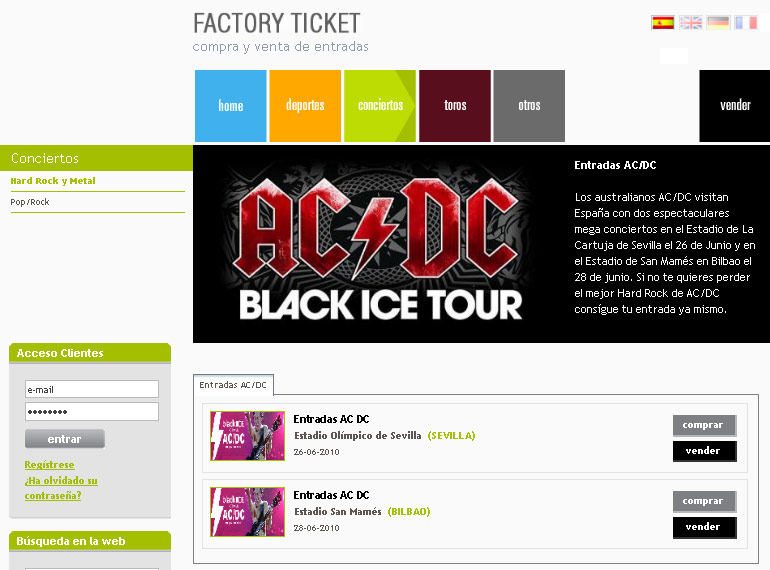 FACTORY TICKET
compra y venta de entradas
home
deportes
conciertos
toros
otros
vender
Conciertos
Hard Rock y Metal
Pop/Rock
AC DC
BLACK ICE TOUR
Entradas AC/DC
Los australianos AC/DC visitan
España con dos espectaculares
mega conciertos en el Estadio de La
Cartuja de Sevilla el 26 de Junio y en
el Estadio de San Mamés en Bilbao el
28 de junio. Si no te quieres perder
el mejor Hard Rock de AC/DC
consígue tu entrada ya mismo.
Acceso Clientes
e-mail
••••••••
entrar
Regístrese
¿Ha olvidado su
contraseña?
Búsqueda en la web
Entradas AC/DC
Entradas AC DC
Estadio Olímpico de Sevilla (SEVILLA)
26-06-2010
comprar
vender
Entradas AC DC
Estadio San Mamés (BILBAO)
28-06-2010
comprar
vender